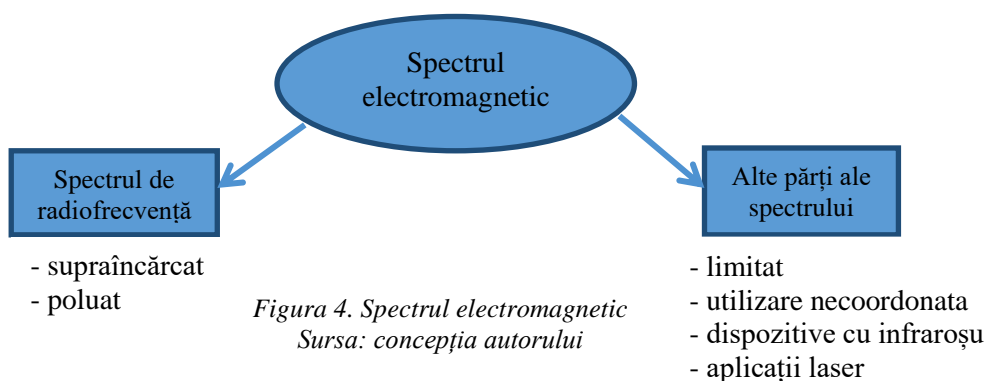 Spectrul
electromagnetic
Spectrul de
radiofrecvență
- supraîncărcat
- poluat
Alte părți ale
spectrului
- limitat
- utilizare necoordonata
- dispozitive cu infraroșu
- aplicații laser
Figura 4. Spectrul electromagnetic
Sursa: concepția autorului